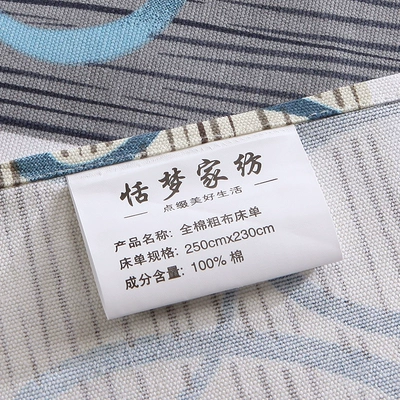 恬梦家纺
点缀美好生活
产品名称: 全棉粗布床单
床单规格: 250cmx230cm
成分含量: 100% 棉